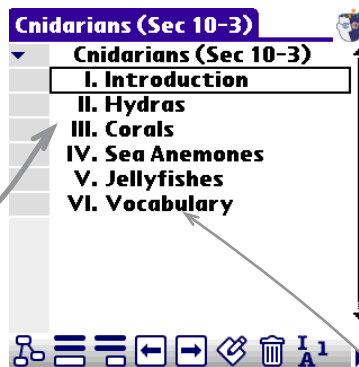 Cnidarians (Sec 10-3)
Cnidarians (Sec 10-3)
I. Introduction
II. Hydras
III. Corals
IV. Sea Anemones
V. Jellyfishes
VI. Vocabulary
I
A 1